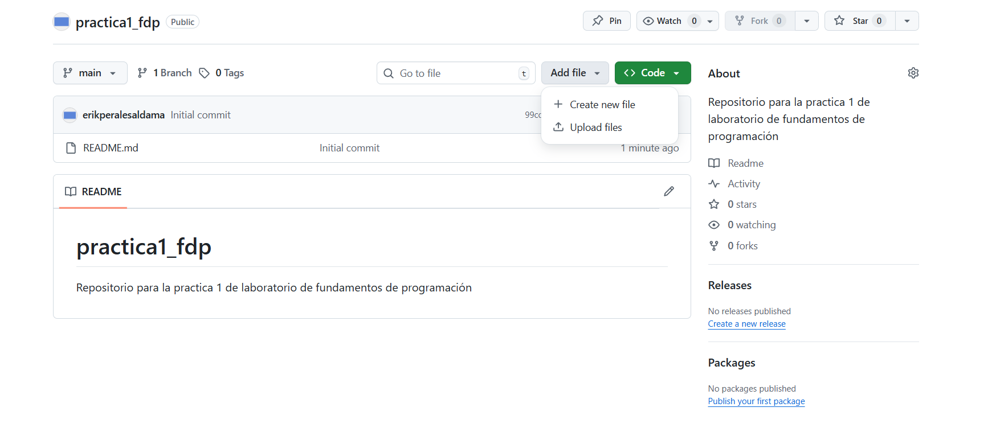 practica1_fdp Public
Pin
Watch 0
Fork 0
Star 0
main
1 Branch
0 Tags
Go to file t
Add file
Code
Create new file
Upload files
erikperalesaldama Initial commit
README.md Initial commit 1 minute ago
README
practica1_fdp
Repositorio para la practica 1 de laboratorio de fundamentos de programación
About
Repositorio para la practica 1 de
laboratorio de fundamentos de
programación
Readme
Activity
0 stars
0 watching
0 forks
Releases
No releases published
Create a new release
Packages
No packages published
Publish your first package